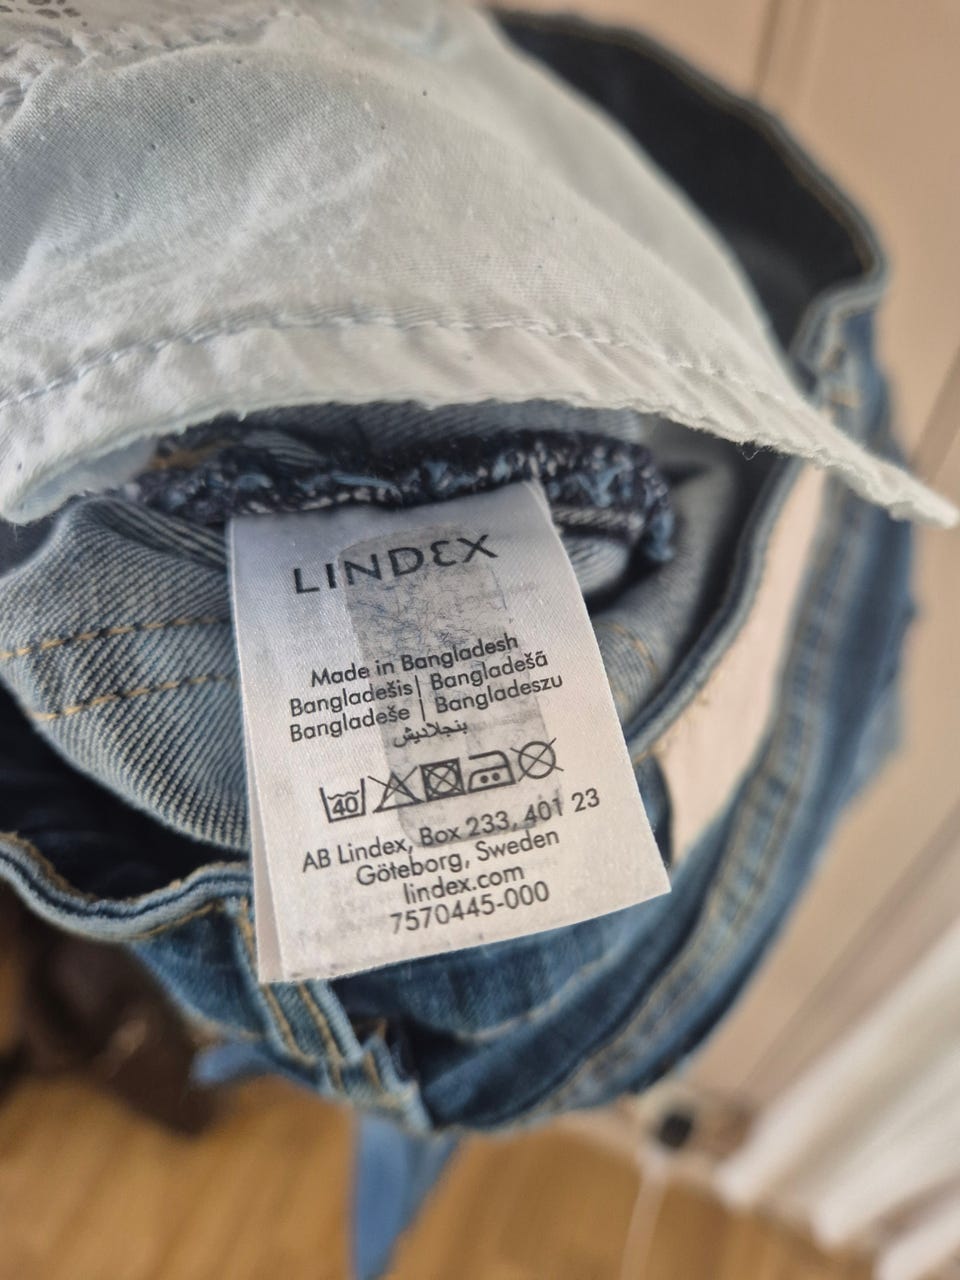 LINDEX
Made in Bangladesh
Bangladešis| Bangladešā
Bangladeše | Bangladeszu
بنجلاديش
40
AB Lindex, Box 233, 401 23
Göteborg, Sweden
lindex.com
7570445-000